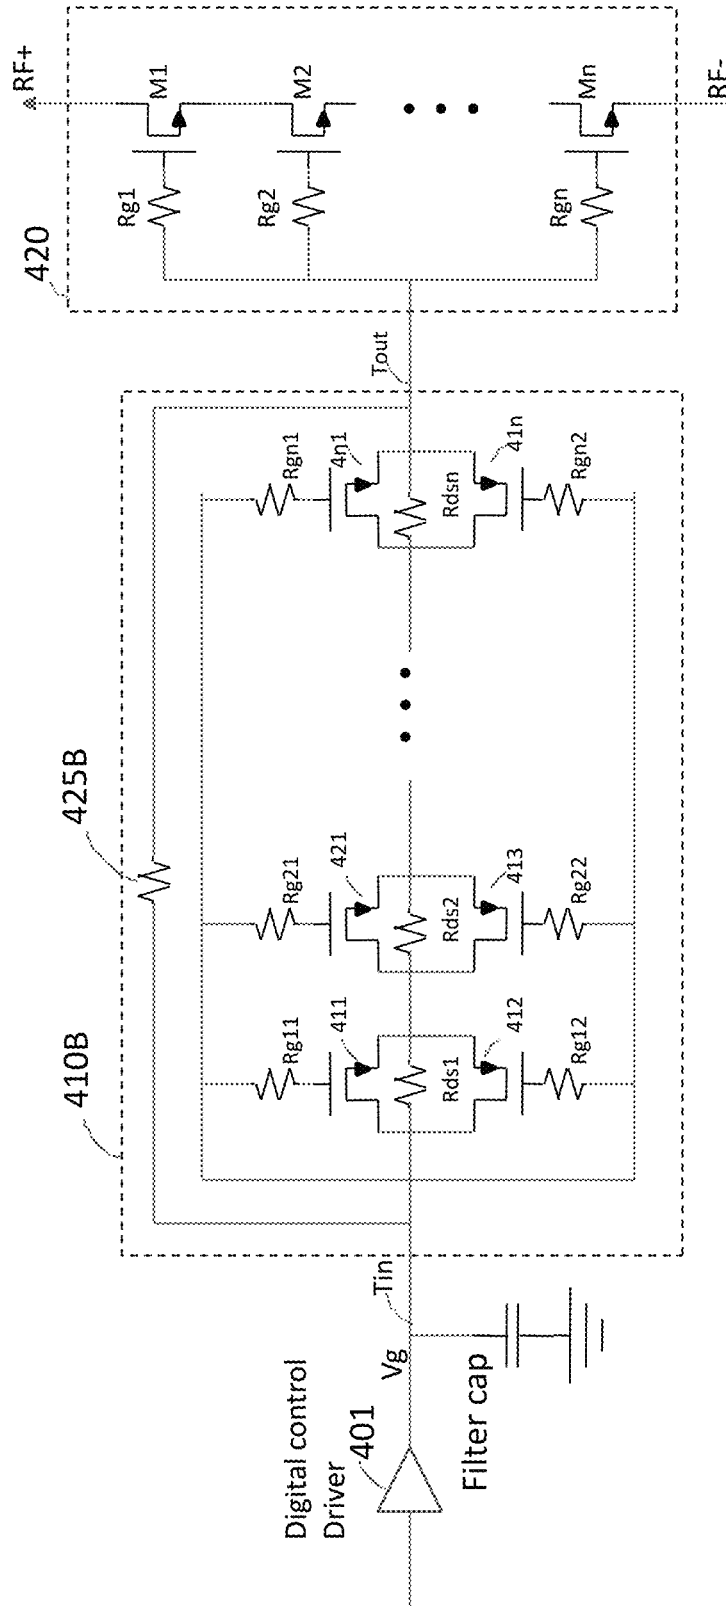 Digital control
Driver
401
Vg
Tin
Filter cap
410B
425B
Rg11
411
Rds1
412
Rg12
Rg21
421
Rds2
413
Rg22
Rgn1
4n1
Rdsn
41n
Rgn2
Tout
420
Rg1
M1
Rg2
M2
Rgn
Mn
RF+
RF-